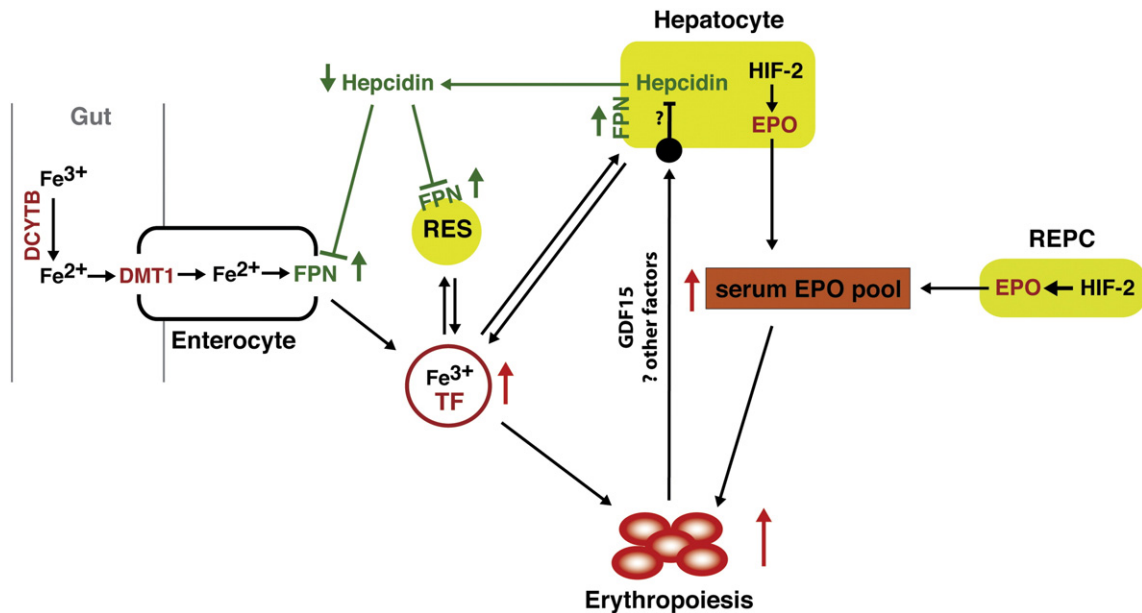 Hepatocyte
Hepcidin
Hepcidin
HIF-2
EPO
FPN
?
Gut
Fe3+
DCYTB
Fe2+
DMT1
Fe2+
FPN
Enterocyte
FPN
RES
Fe3+
TF
GDF15
? other factors
serum EPO pool
REPC
EPO
HIF-2
Erythropoiesis